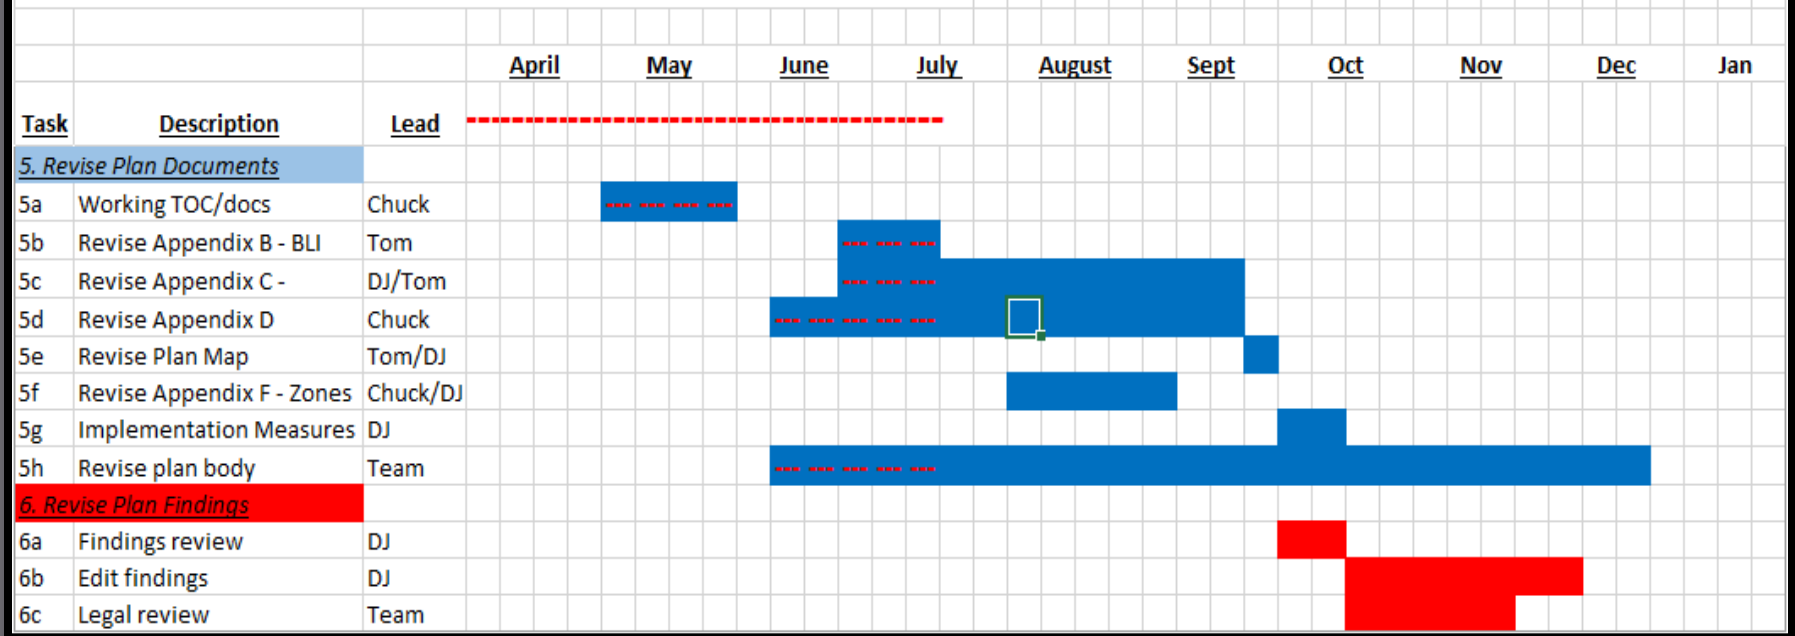 April May June July August Sept Oct Nov Dec Jan
Task Description Lead
5. Revise Plan Documents
5a Working TOC/docs Chuck
5b Revise Appendix B - BLI Tom
5c Revise Appendix C - DJ/Tom
5d Revise Appendix D Chuck
5e Revise Plan Map Tom/DJ
5f Revise Appendix F - Zones Chuck/DJ
5g Implementation Measures DJ
5h Revise plan body Team
6. Revise Plan Findings
6a Findings review DJ
6b Edit findings DJ
6c Legal review Team